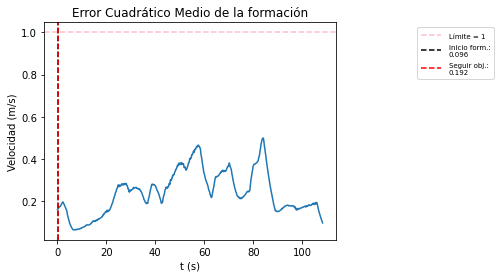 Error Cuadrático Medio de la formación
1.0
0.8
0.6
0.4
0.2
Velocidad (m/s)
0
20
40
60
80
100
t (s)
Límite = 1
Inicio form.:
0.096
Seguir obj.:
0.192